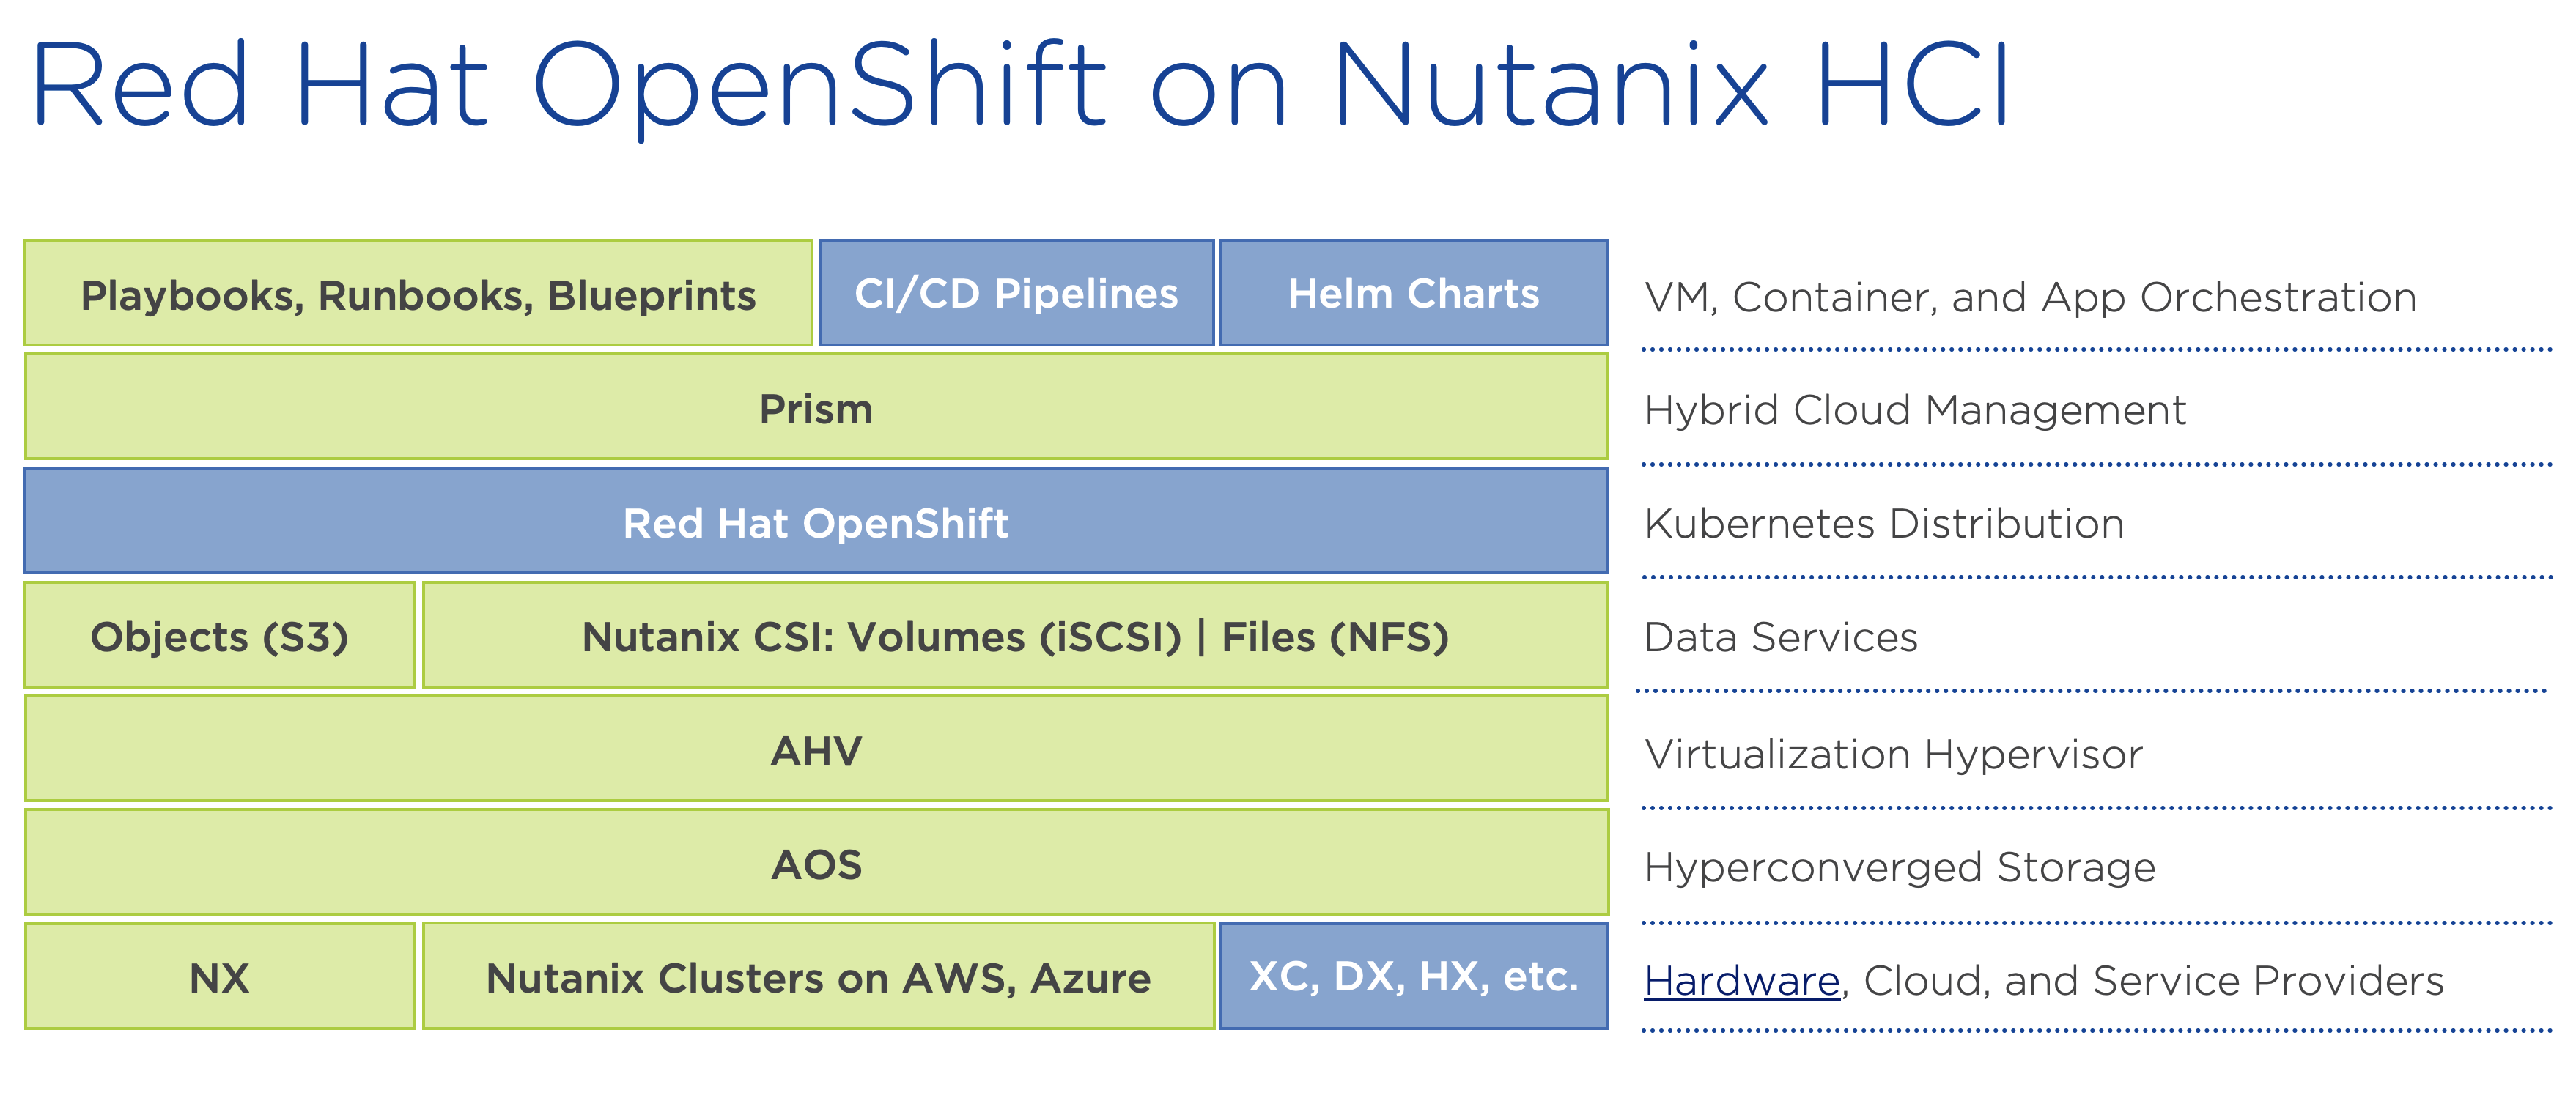 Red Hat OpenShift on Nutanix HCI
Playbooks, Runbooks, Blueprints
CI/CD Pipelines
Helm Charts
VM, Container, and App Orchestration
Prism
Hybrid Cloud Management
Red Hat OpenShift
Kubernetes Distribution
Objects (S3)
Nutanix CSI: Volumes (iSCSI) | Files (NFS)
Data Services
AHV
Virtualization Hypervisor
AOS
Hyperconverged Storage
NX
Nutanix Clusters on AWS, Azure
XC, DX, HX, etc.
Hardware, Cloud, and Service Providers